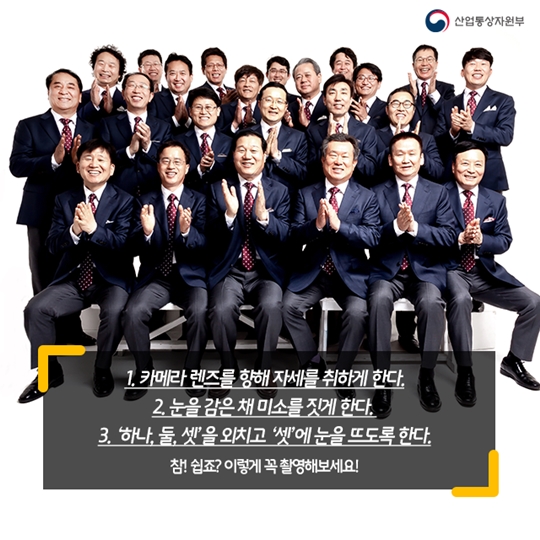 산업통상자원부
1. 카메라 렌즈를 향해 자세를 취하게 한다.
2. 눈을 감은 채 미소를 짓게 한다.
3. ‘하나, 둘, 셋’을 외치고 ‘셋’에 눈을 뜨도록 한다.
참! 쉽죠? 이렇게 꼭 촬영해보세요!